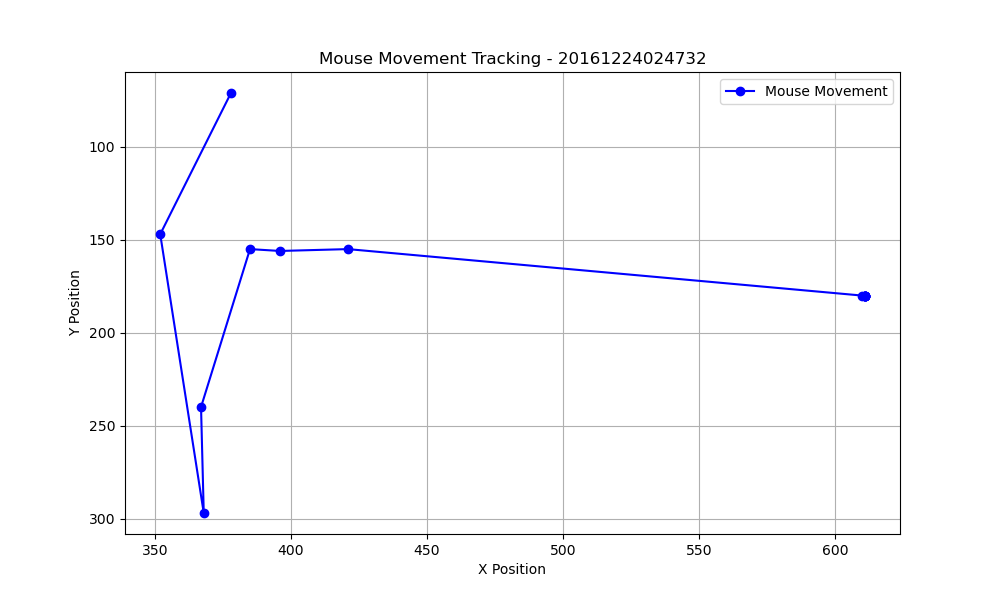 Mouse Movement Tracking - 20161224024732
Mouse Movement
100
150
200
250
300
Y Position
350 400 450 500 550 600
X Position